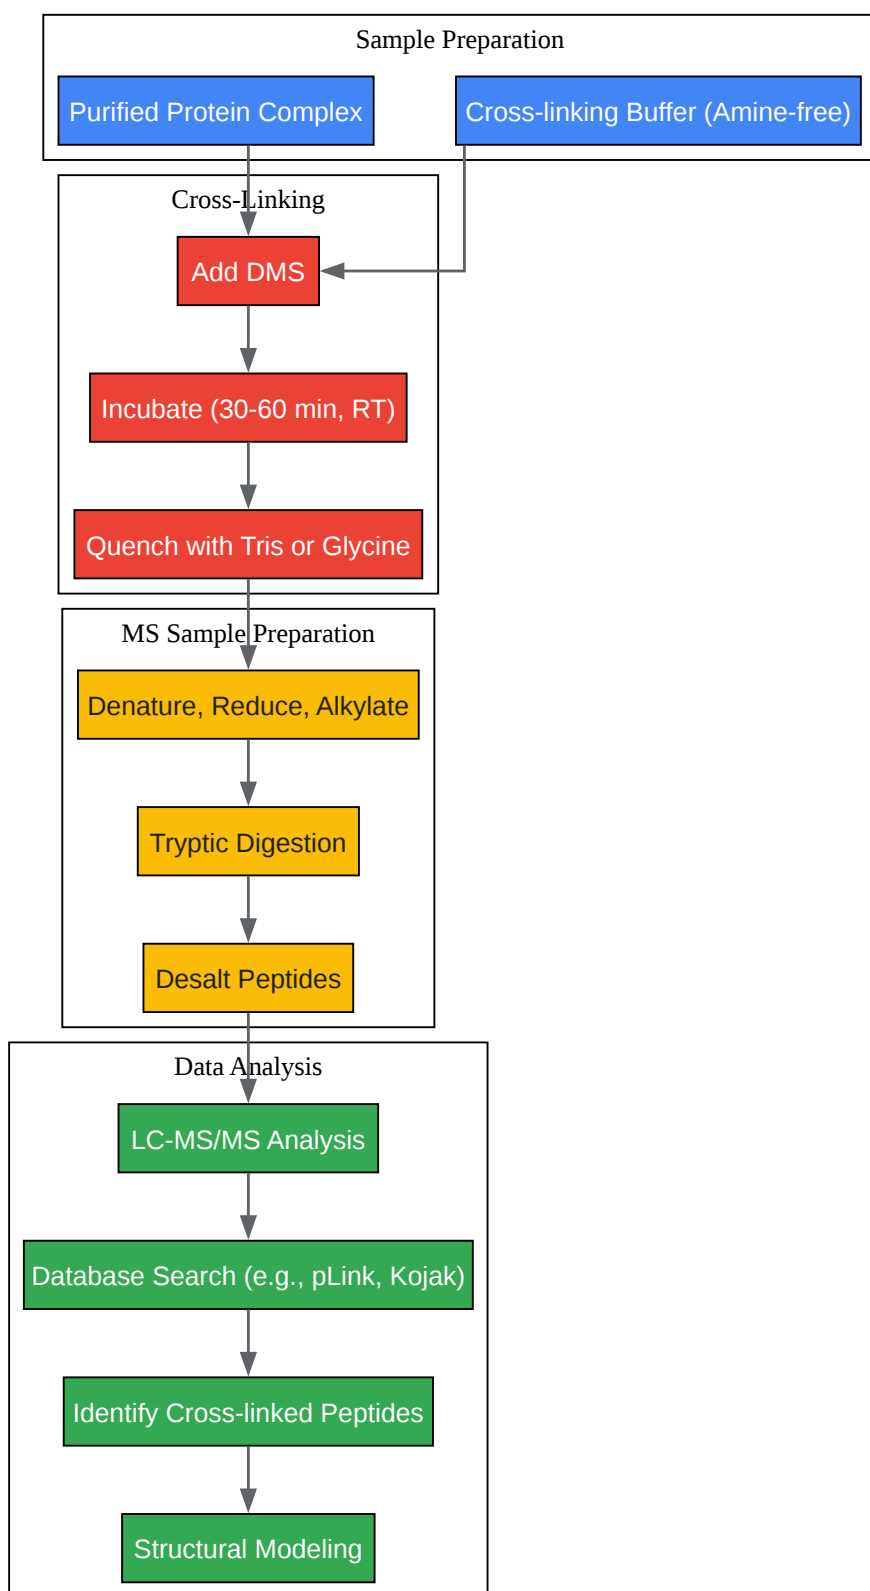 Sample Preparation
Purified Protein Complex
Cross-linking Buffer (Amine-free)
Cross-Linking
Add DMS
Incubate (30-60 min, RT)
Quench with Tris or Glycine
MS Sample Preparation
Denature, Reduce, Alkylate
Tryptic Digestion
Desalt Peptides
Data Analysis
LC-MS/MS Analysis
Database Search (e.g., pLink, Kojak)
Identify Cross-linked Peptides
Structural Modeling